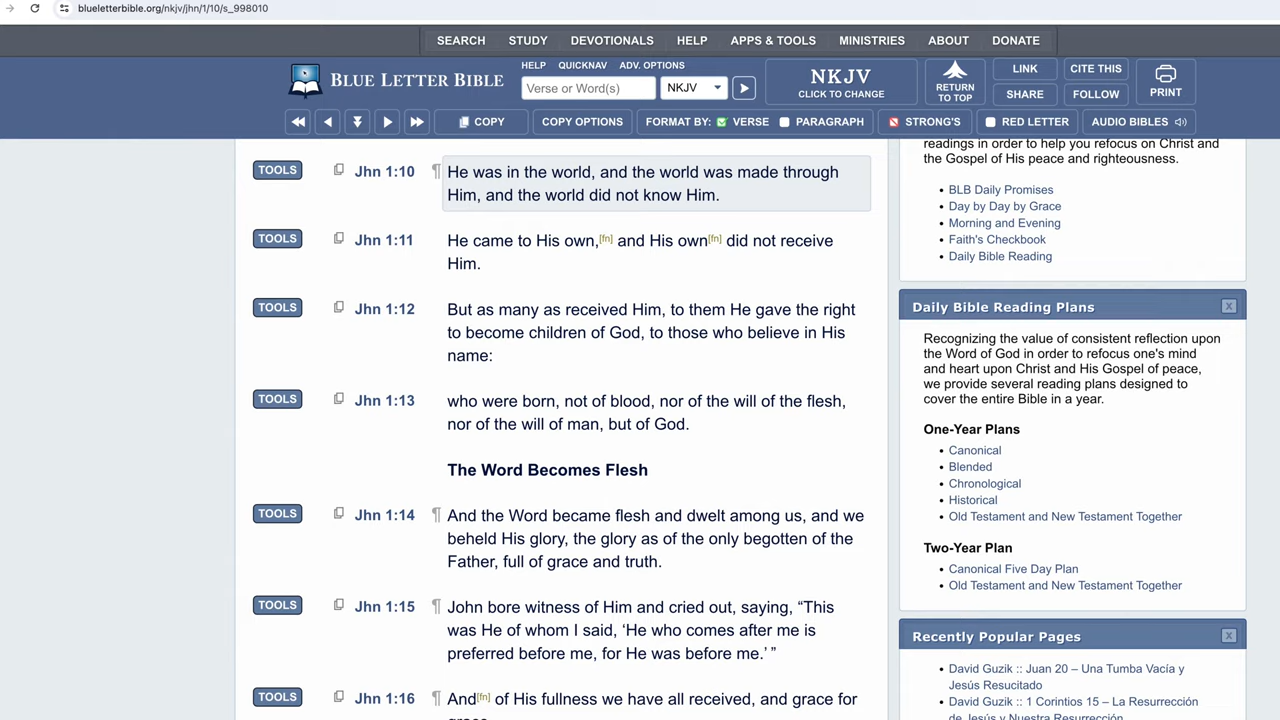 blueletterbible.org/nkjv/jhn/1/10/s_998010
SEARCH STUDY DEVOTIONALS HELP APPS & TOOLS MINISTRIES ABOUT DONATE
BLUE LETTER BIBLE
HELP QUICKNAV ADV. OPTIONS
Verse or Word(s) NKJV
NKJV
CLICK TO CHANGE
RETURN
TO TOP
LINK CITE THIS
SHARE FOLLOW
PRINT
COPY COPY OPTIONS FORMAT BY: VERSE PARAGRAPH STRONG'S RED LETTER AUDIO BIBLES
TOOLS Jhn 1:10 ¶ He was in the world, and the world was made through
Him, and the world did not know Him.
TOOLS Jhn 1:11 He came to His own,[fn] and His own[fn] did not receive
Him.
TOOLS Jhn 1:12 But as many as received Him, to them He gave the right
to become children of God, to those who believe in His
name:
TOOLS Jhn 1:13 who were born, not of blood, nor of the will of the flesh,
nor of the will of man, but of God.
The Word Becomes Flesh
TOOLS Jhn 1:14 ¶ And the Word became flesh and dwelt among us, and we
beheld His glory, the glory as of the only begotten of the
Father, full of grace and truth.
TOOLS Jhn 1:15 ¶ John bore witness of Him and cried out, saying, “This
was He of whom I said, ‘He who comes after me is
preferred before me, for He was before me.’ ”
TOOLS Jhn 1:16 ¶ And[fn] of His fullness we have all received, and grace for
grace.
readings in order to help you refocus on Christ and
the Gospel of His peace and righteousness.
• BLB Daily Promises
• Day by Day by Grace
• Morning and Evening
• Faith's Checkbook
• Daily Bible Reading
Daily Bible Reading Plans X
Recognizing the value of consistent reflection upon
the Word of God in order to refocus one's mind
and heart upon Christ and His Gospel of peace,
we provide several reading plans designed to
cover the entire Bible in a year.
One-Year Plans
• Canonical
• Blended
• Chronological
• Historical
• Old Testament and New Testament Together
Two-Year Plan
• Canonical Five Day Plan
• Old Testament and New Testament Together
Recently Popular Pages X
• David Guzik :: Juan 20 – Una Tumba Vacía y
Jesús Resucitado
• David Guzik :: 1 Corintios 15 – La Resurrección
de Jesús y Nuestra Resurrección